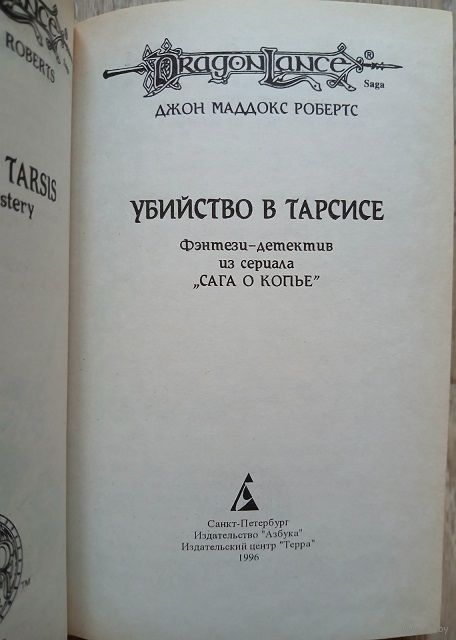 ROBERTS
TARSIS
stery
TM
DRAGONLANCE®
Saga
ДЖОН МАДДОКС РОБЕРТС
УБИЙСТВО В ТАРСИСЕ
Фэнтези-детектив
из сериала
„САГА О КОПЬЕ”
Санкт-Петербург
Издательство "Азбука"
Издательский центр "Терра"
1996